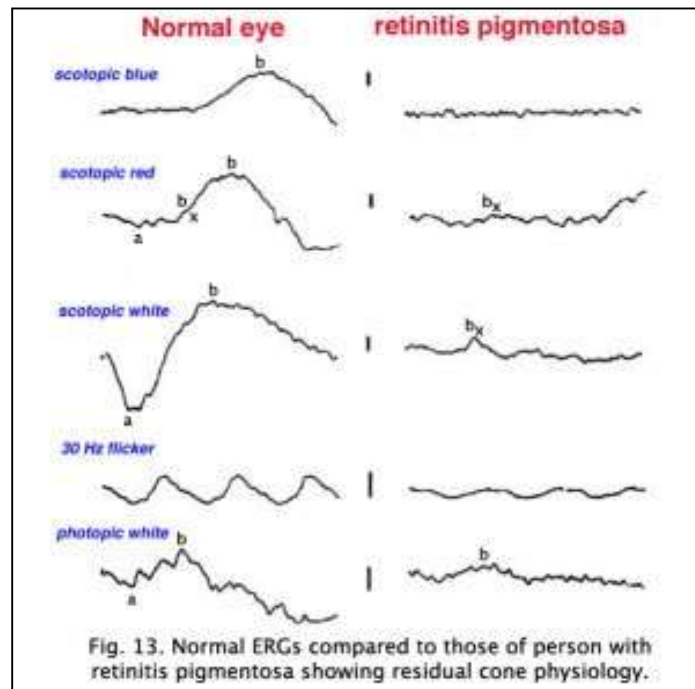 Normal eye retinitis pigmentosa
scotopic blue
b
scotopic red
b
b
x
a
bx
scotopic white
b
a
bx
30 Hz flicker
photopic white
b
a
b
Fig. 13. Normal ERGs compared to those of person with
retinitis pigmentosa showing residual cone physiology.